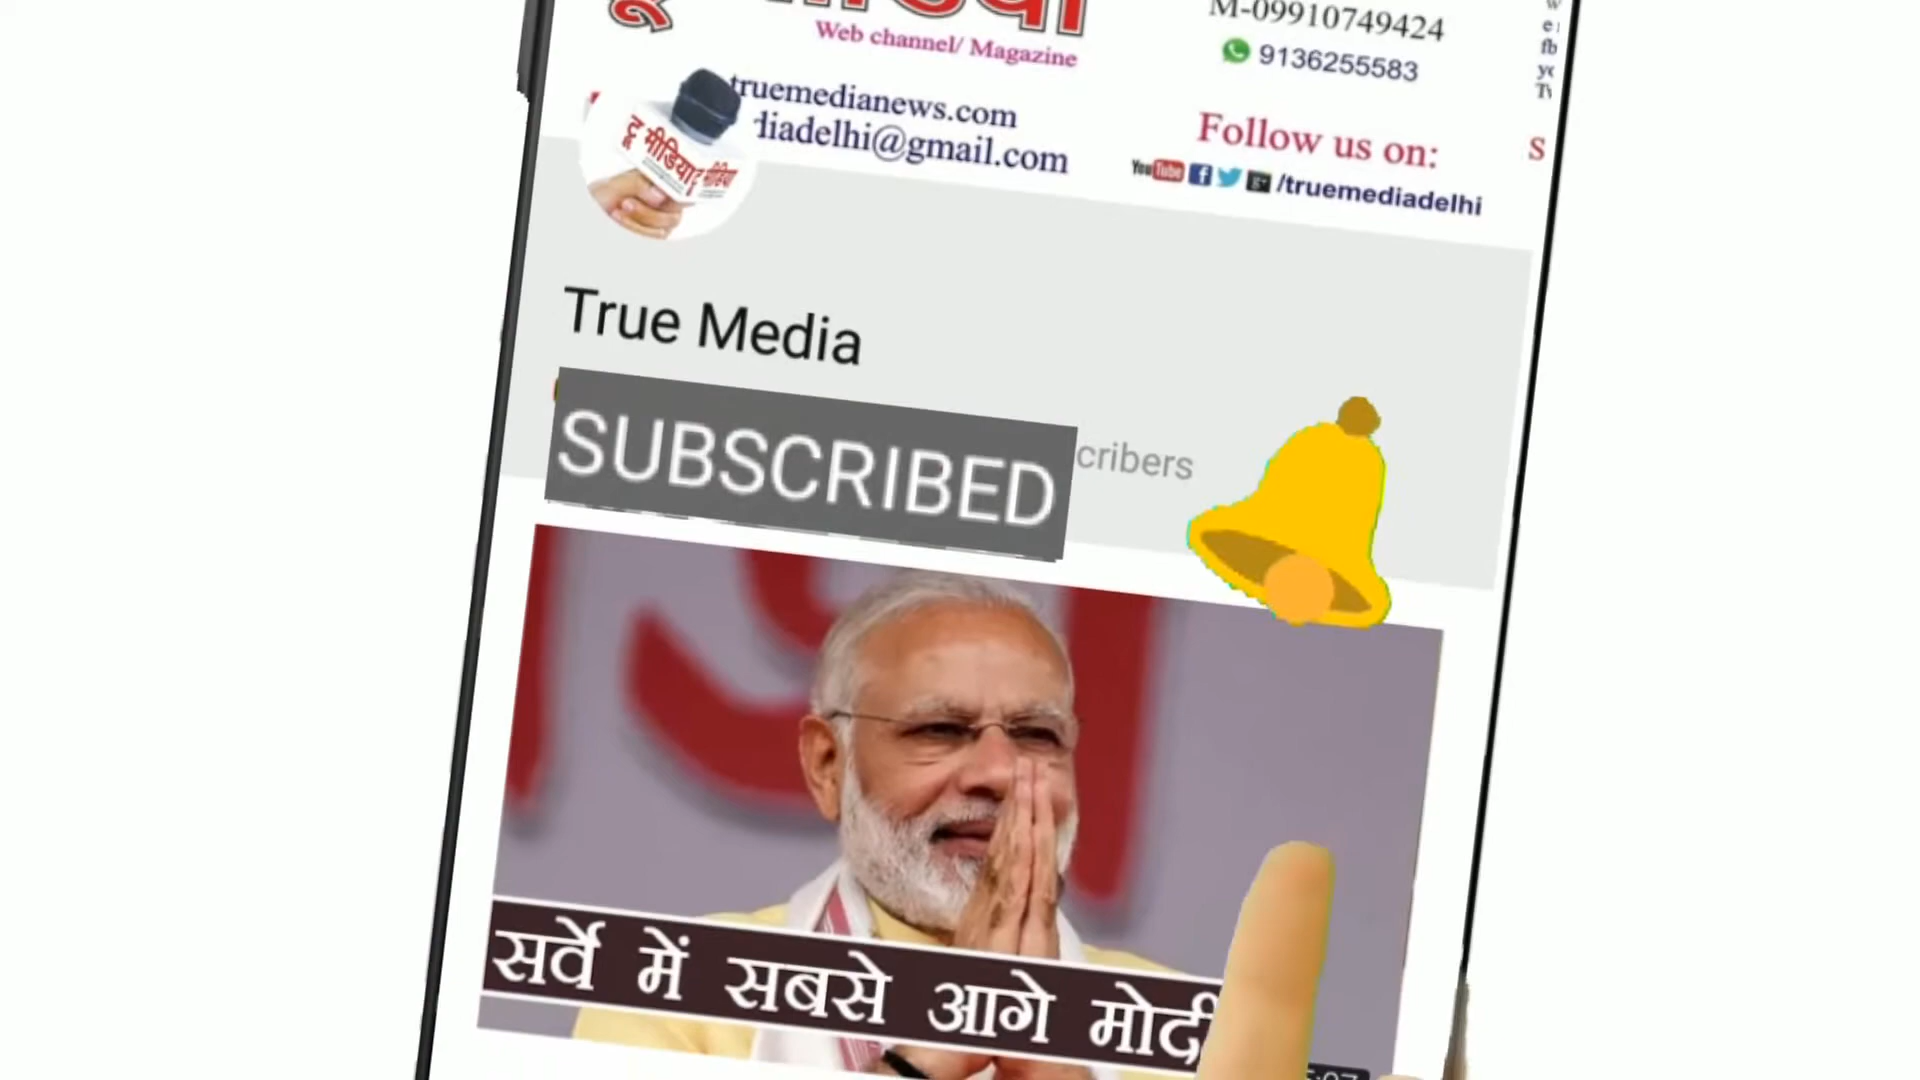 मीडिया
Web channel/ Magazine
M-09910749424
9136255583
truemedianews.com
diadelhi@gmail.com
Follow us on:
YouTube /truemediadelhi
ट्रू मीडिया
True Media
SUBSCRIBED
cribers
सर्वे में सबसे आगे मोदी